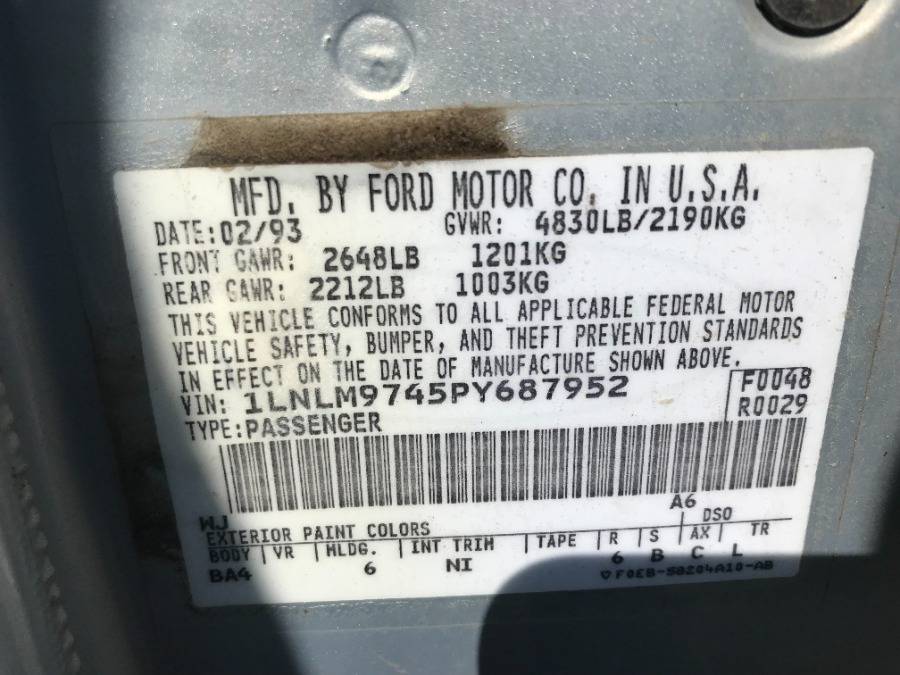 MFD. BY FORD MOTOR CO. IN U.S.A.
DATE: 02/93 GVWR: 4830LB/2190KG
FRONT GAWR: 2648LB 1201KG
REAR GAWR: 2212LB 1003KG
THIS VEHICLE CONFORMS TO ALL APPLICABLE FEDERAL MOTOR
VEHICLE SAFETY, BUMPER, AND THEFT PREVENTION STANDARDS
IN EFFECT ON THE DATE OF MANUFACTURE SHOWN ABOVE.
VIN: 1LNLM9745PY687952 F0048
TYPE: PASSENGER R0029
WJ A6
EXTERIOR PAINT COLORS DSO
BODY VR MLDG. INT TRIM TAPE R S AX TR
BA4 6 NI 6 B C L
F0EB-58204A10-AB